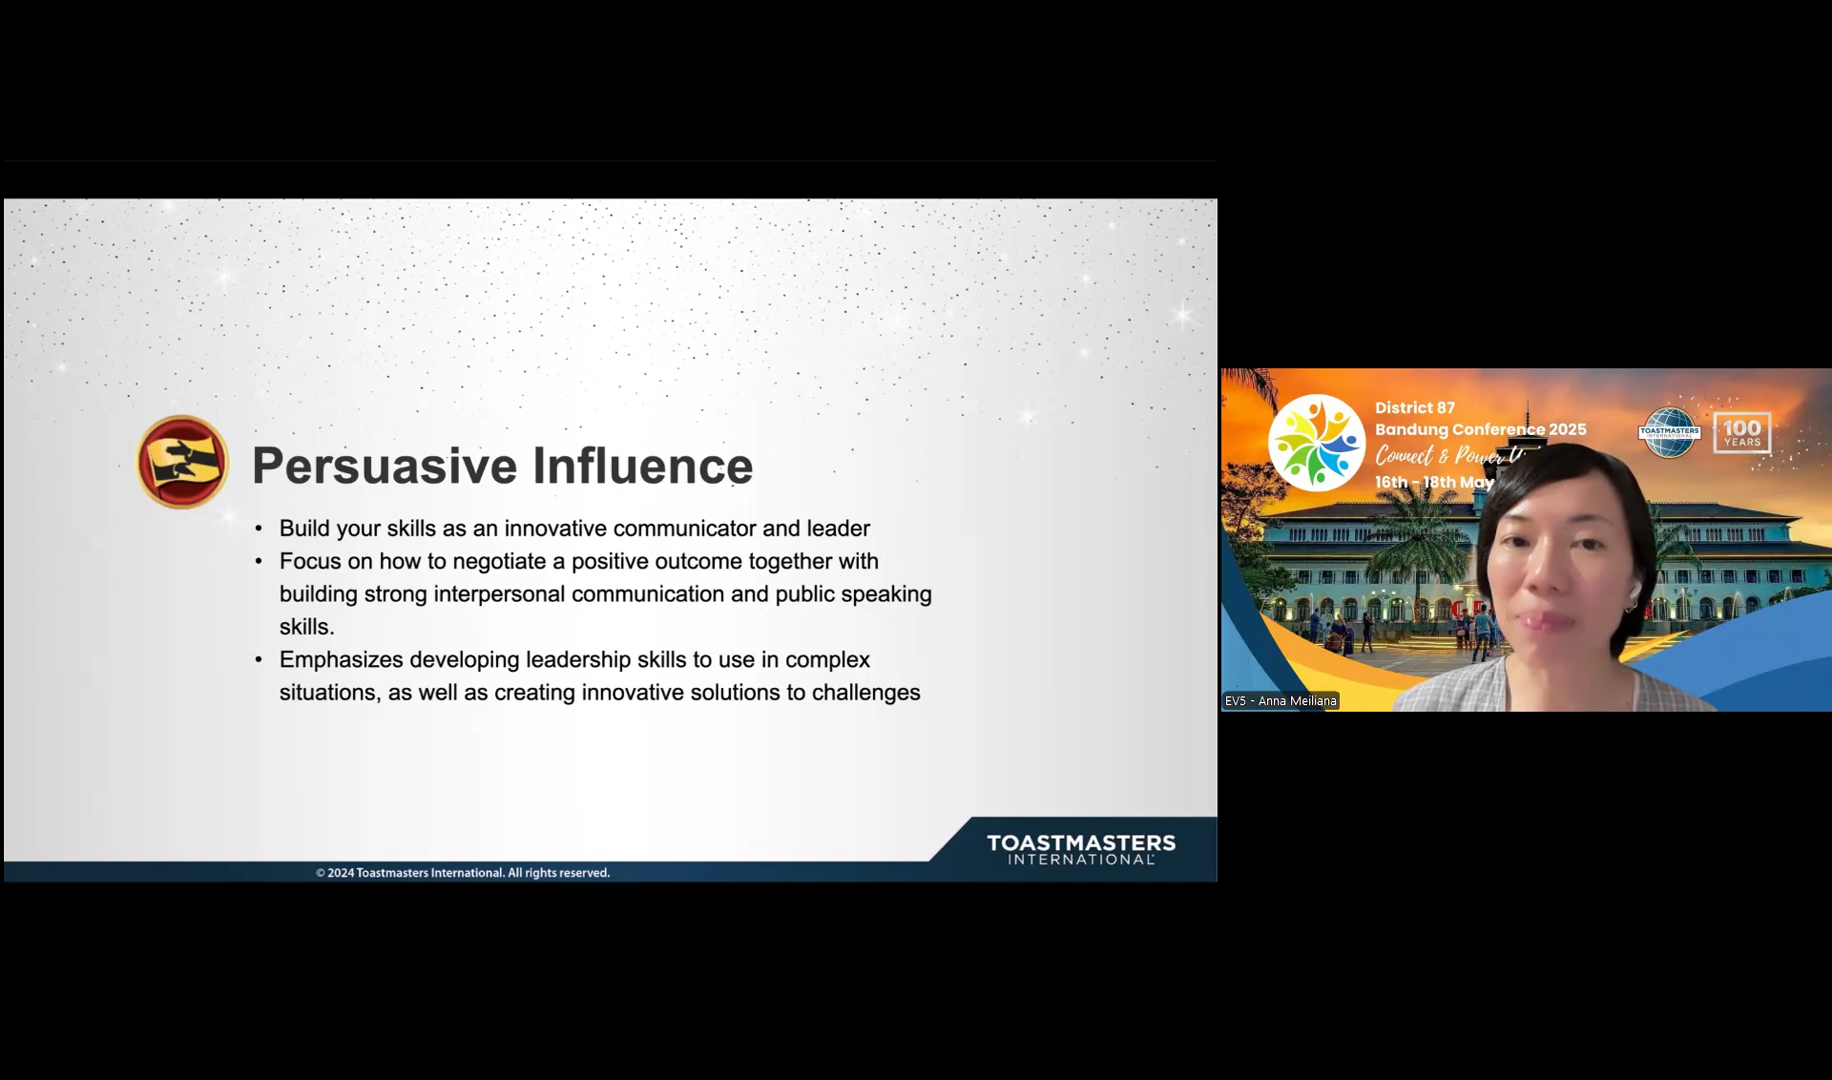 Persuasive Influence
• Build your skills as an innovative communicator and leader
• Focus on how to negotiate a positive outcome together with
building strong interpersonal communication and public speaking
skills.
• Emphasizes developing leadership skills to use in complex
situations, as well as creating innovative solutions to challenges
© 2024 Toastmasters International. All rights reserved.
TOASTMASTERS
INTERNATIONAL
District 87
Bandung Conference 2025
Connect & Power U
16th - 18th May
TOASTMASTERS
INTERNATIONAL
100
YEARS
EV5 - Anna Meiliana